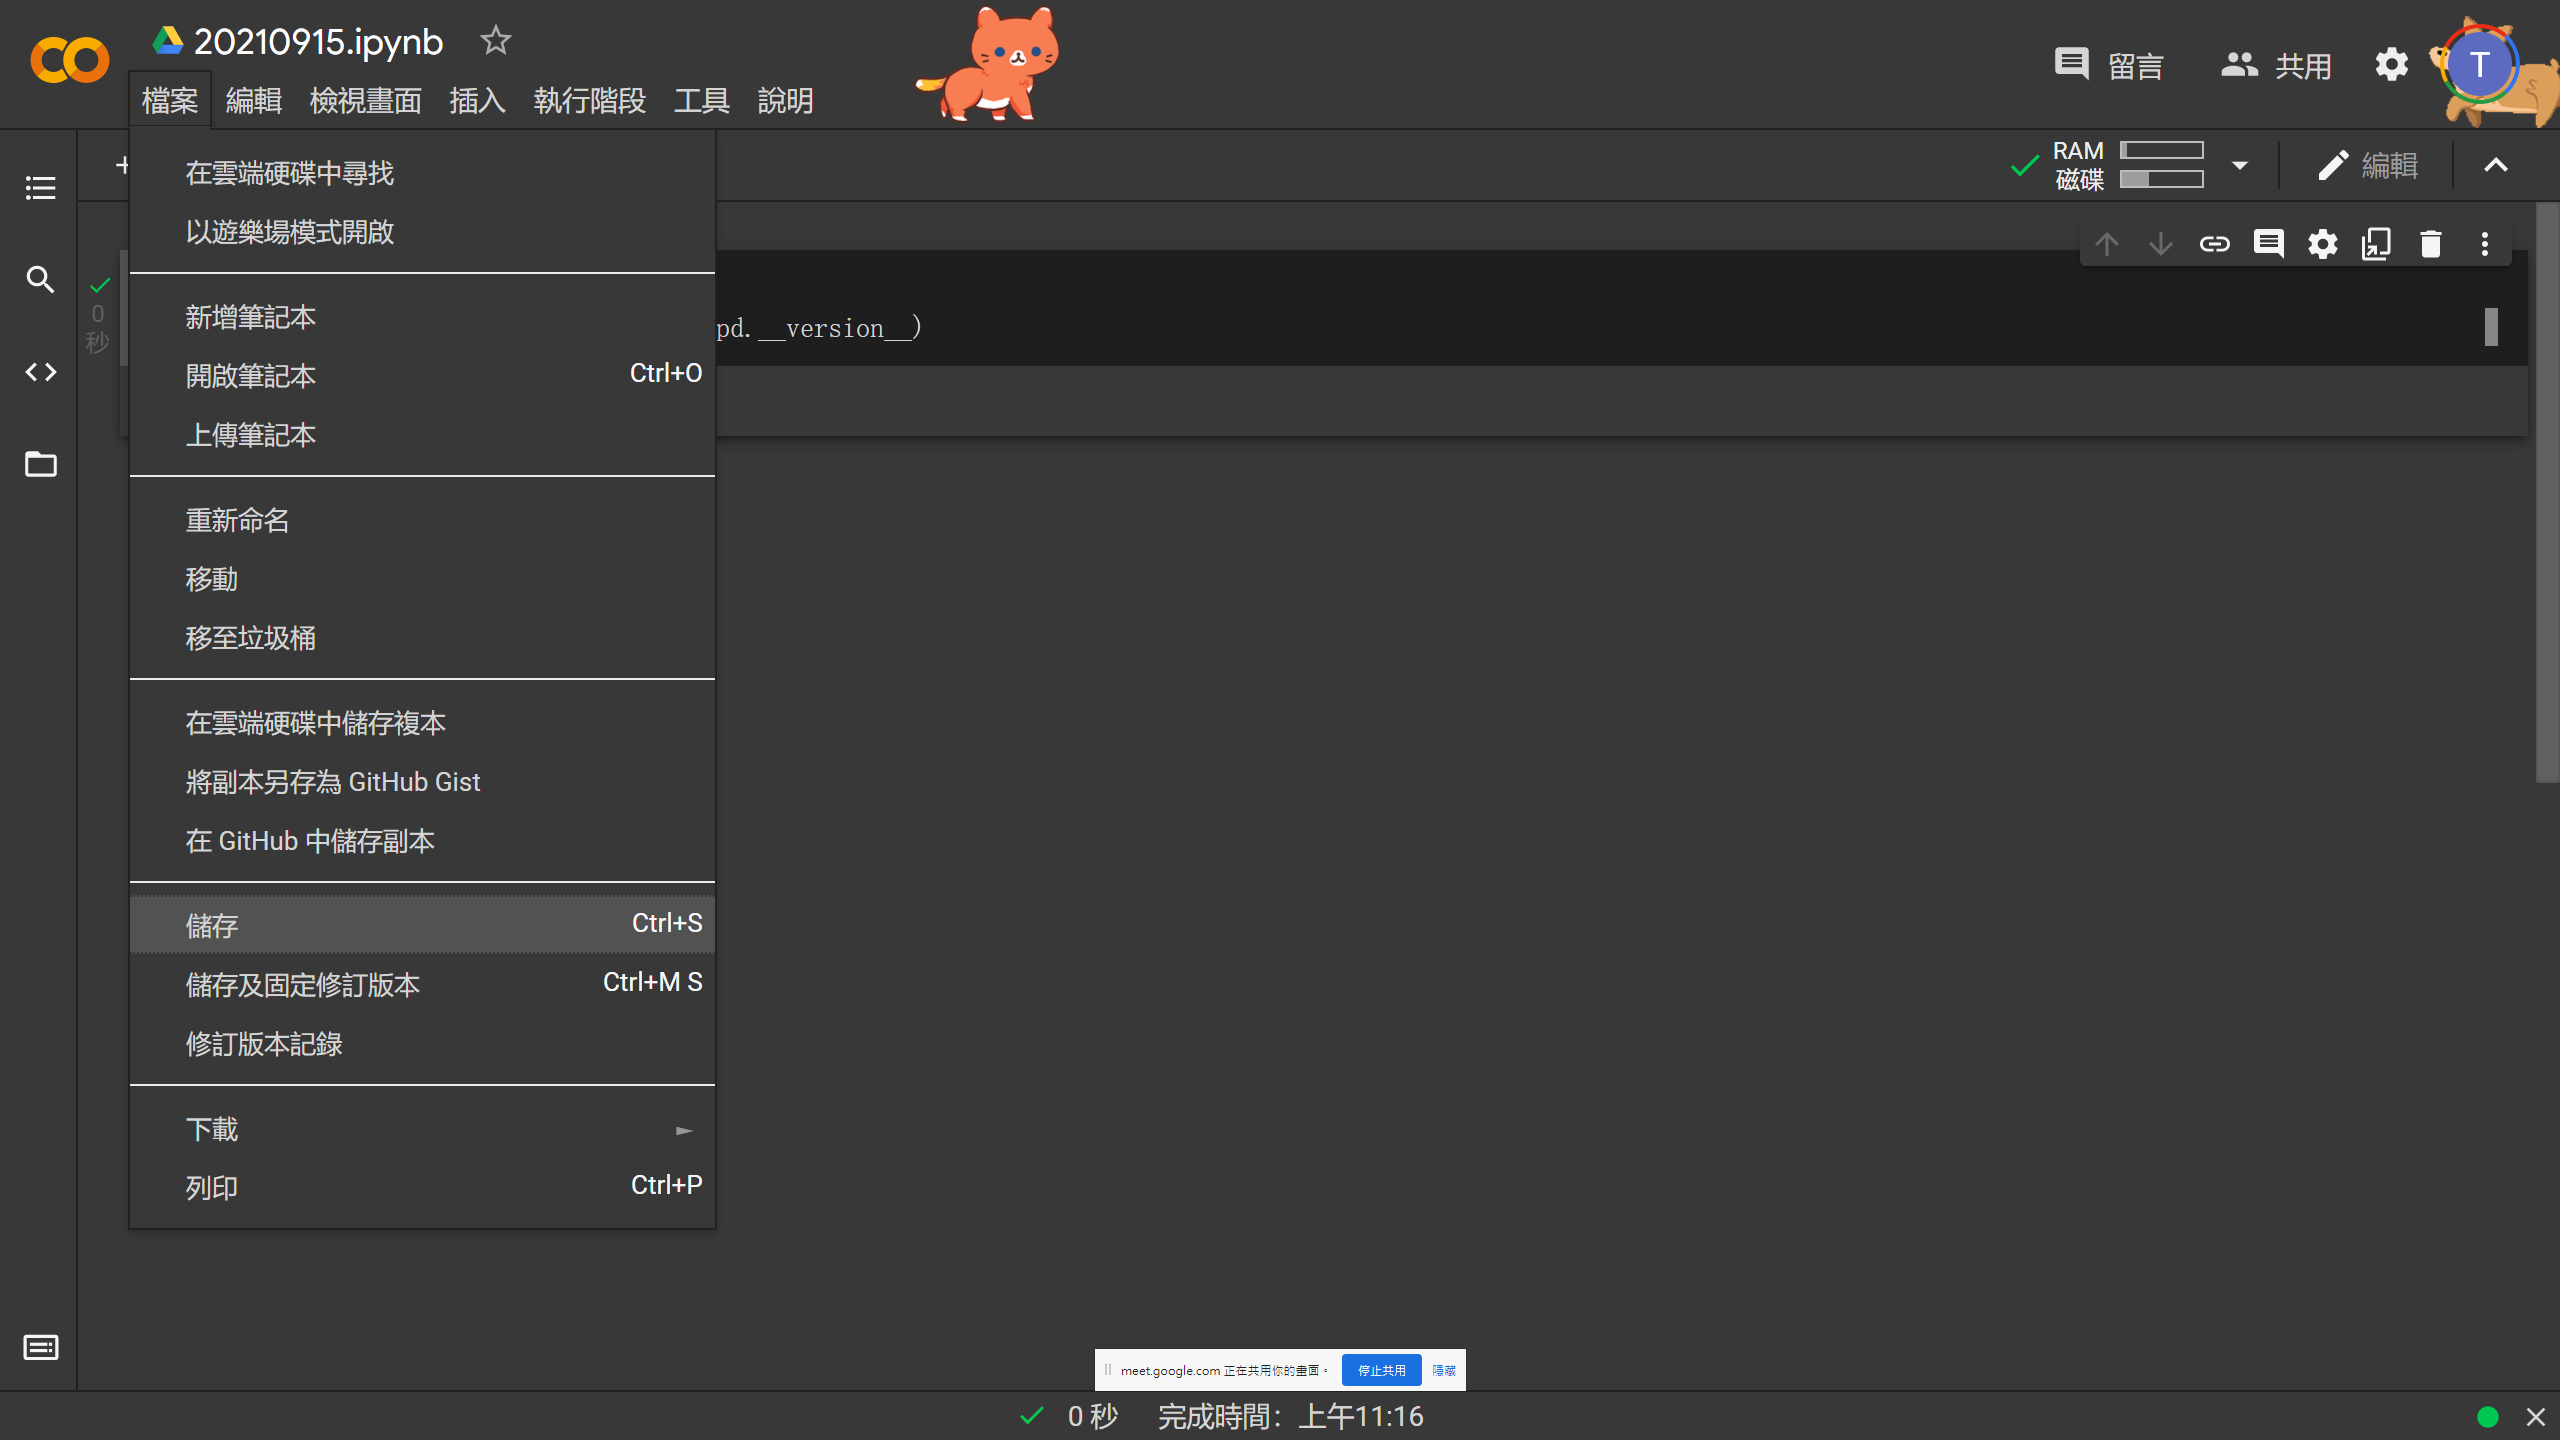 20210915.ipynb
檔案 編輯 檢視畫面 插入 執行階段 工具 說明
留言 共用 T
RAM
磁碟
編輯
在雲端硬碟中尋找
以遊樂場模式開啟
新增筆記本
開啟筆記本 Ctrl+O
上傳筆記本
重新命名
移動
移至垃圾桶
在雲端硬碟中儲存複本
將副本另存為 GitHub Gist
在 GitHub 中儲存副本
儲存 Ctrl+S
儲存及固定修訂版本 Ctrl+M S
修訂版本記錄
下載
列印 Ctrl+P
0
秒
pd.__version__)
meet.google.com 正在共用你的畫面。 停止共用 隱藏
0 秒 完成時間：上午11:16